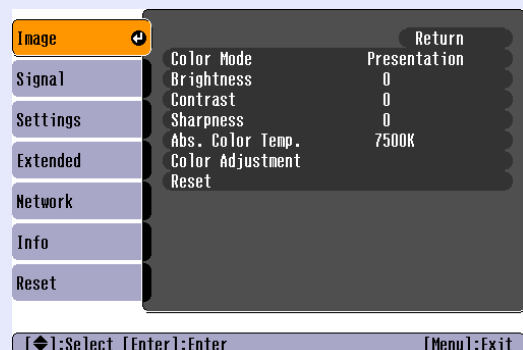 Image
Signal
Settings
Extended
Network
Info
Reset
Return
Color Mode Presentation
Brightness 0
Contrast 0
Sharpness 0
Abs. Color Temp. 7500K
Color Adjustment
Reset
[◆]:Select [Enter]:Enter [Menu]:Exit